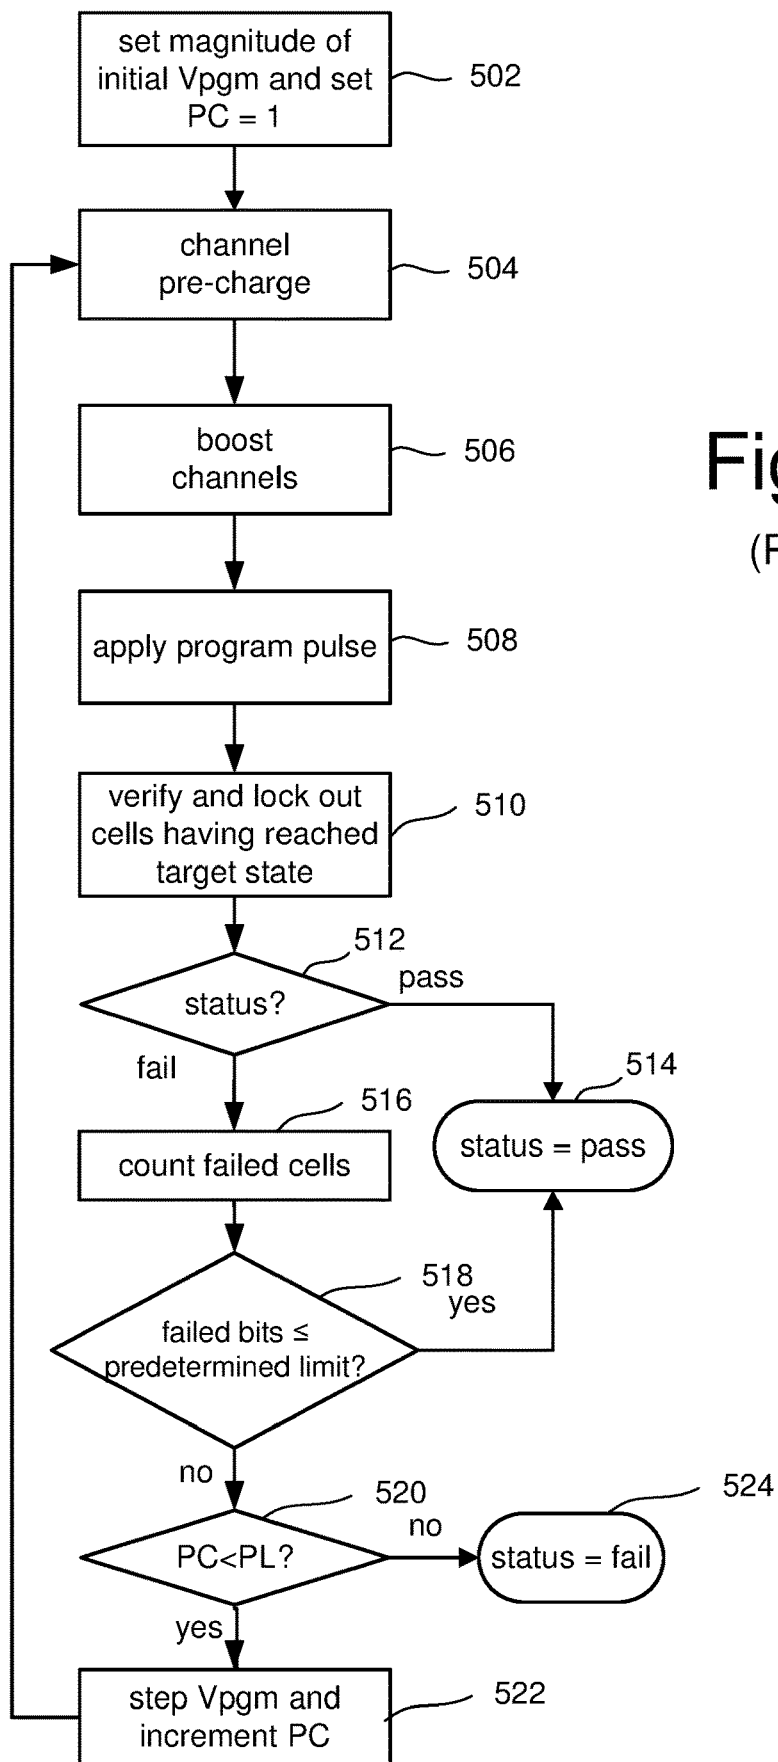 set magnitude of
initial Vpgm and set
PC = 1
502
channel
pre-charge
504
boost
channels
506
Fig
(P
apply program pulse
508
verify and lock out
cells having reached
target state
510
512
status?
pass
fail
514
status = pass
516
count failed cells
518
yes
failed bits ≤
predetermined limit?
no
520
PC<PL?
no
524
status = fail
yes
step Vpgm and
increment PC
522